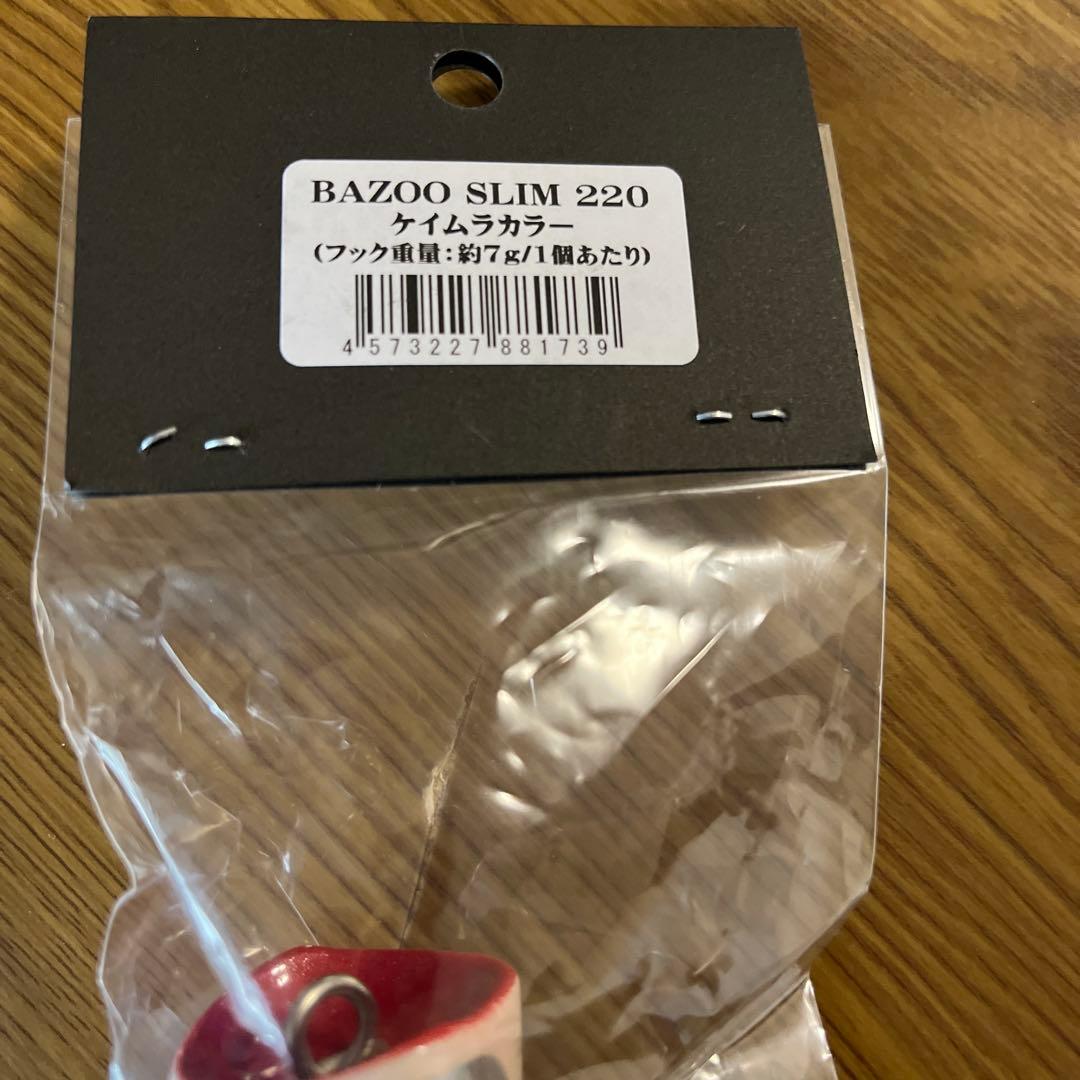 BAZOO SLIM 220
ケイムラカラー
(フック重量:約7g/1個あたり)
4 573227 881739